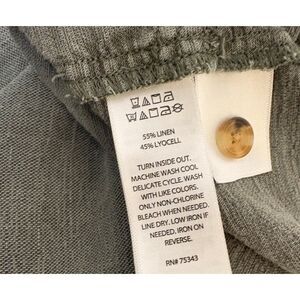 55% LINEN
45% LYOCELL
TURN INSIDE OUT.
MACHINE WASH COOL
DELICATE CYCLE. WASH
WITH LIKE COLORS.
ONLY NON-CHLORINE
BLEACH WHEN NEEDED.
LINE DRY, LOW IRON IF
NEEDED. IRON ON
REVERSE.
RN# 75343